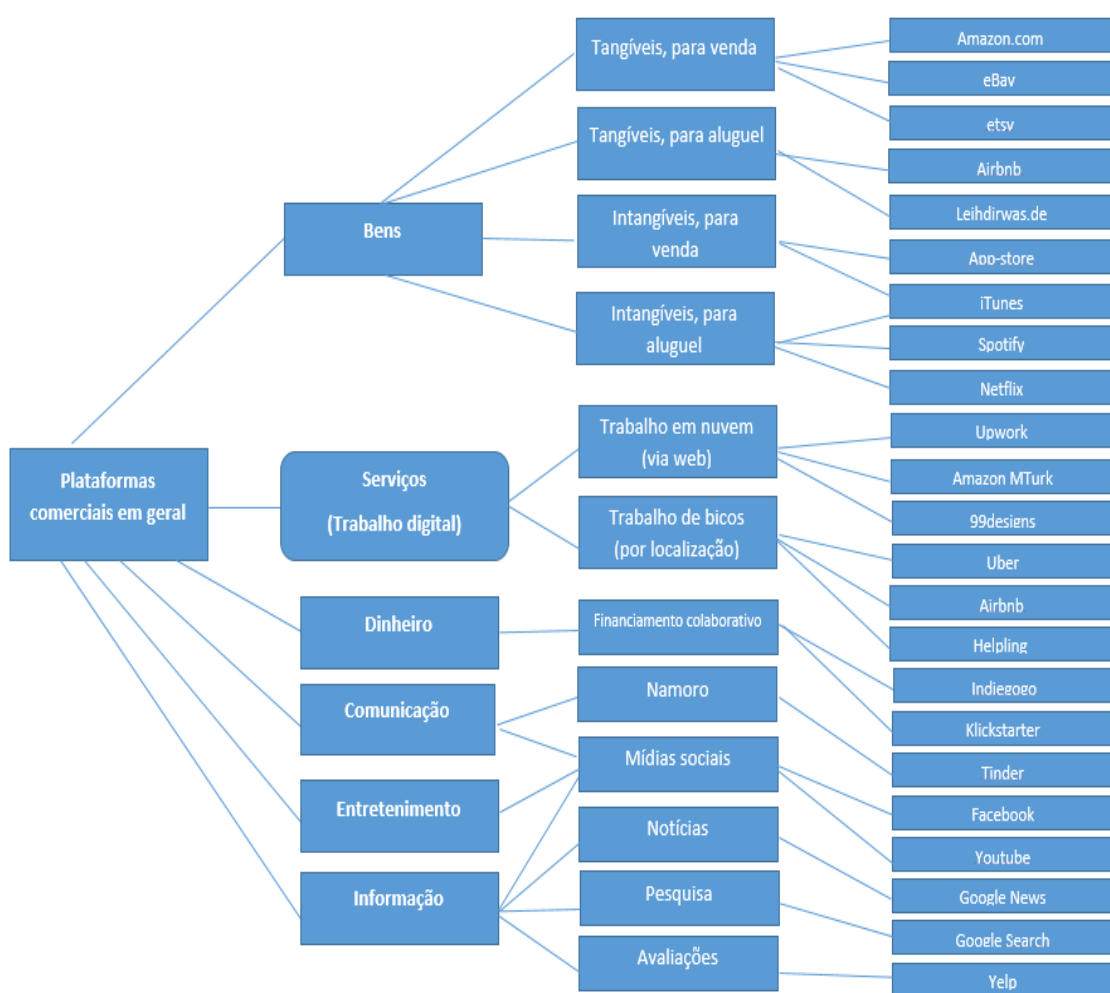 Tangíveis, para venda
Amazon.com
eBay
etsy
Tangíveis, para aluguel
Airbnb
Leihdirwas.de
Bens
Intangíveis, para
venda
App-store
iTunes
Intangíveis, para
aluguel
Spotify
Netflix
Plataformas
comerciais em geral
Serviços
(Trabalho digital)
Trabalho em nuvem
(via web)
Upwork
Amazon MTurk
99designs
Trabalho de bicos
(por localização)
Uber
Airbnb
Helpling
Dinheiro
Financiamento colaborativo
Indiegogo
Klickstarter
Comunicação
Namoro
Tinder
Mídias sociais
Facebook
Youtube
Entretenimento
Notícias
Google News
Informação
Pesquisa
Google Search
Avaliações
Yelp